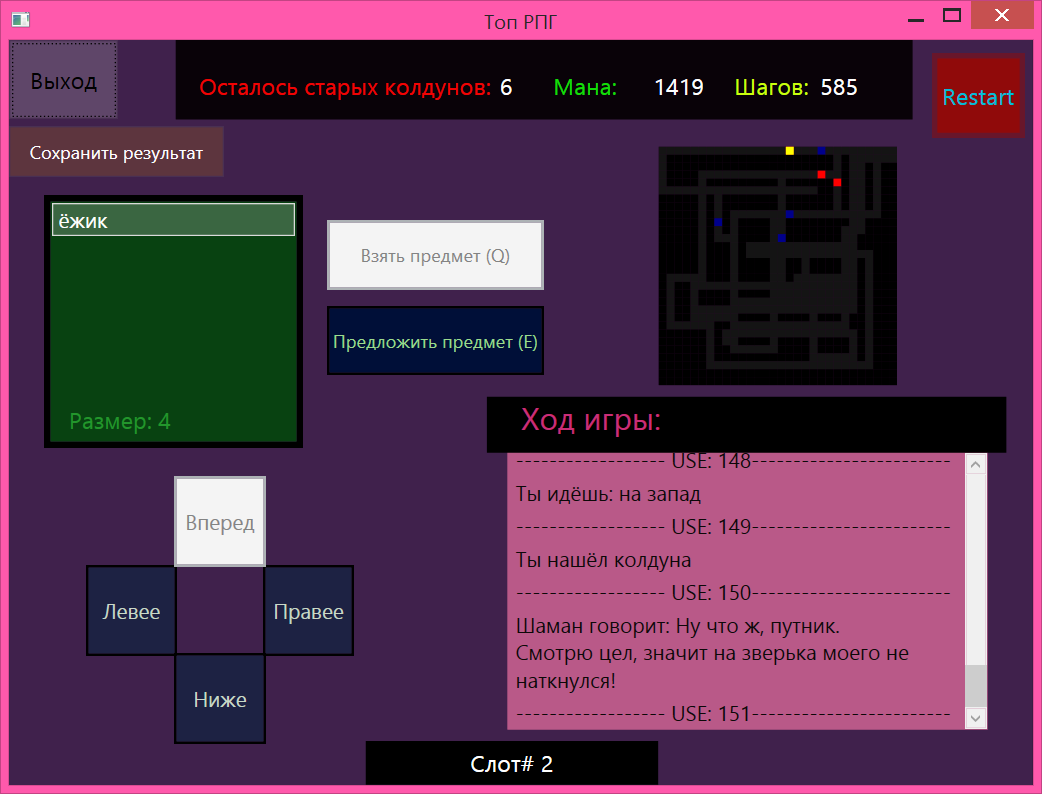 Топ РПГ
Выход
Осталось старых колдунов: 6 Мана: 1419 Шагов: 585
Restart
Сохранить результат
ёжик
Размер: 4
Взять предмет (Q)
Предложить предмет (E)
Ход игры:
----------------- USE: 148-----------------------
Ты идёшь: на запад
----------------- USE: 149-----------------------
Ты нашёл колдуна
----------------- USE: 150-----------------------
Шаман говорит: Ну что ж, путник.
Смотрю цел, значит на зверька моего не
наткнулся!
----------------- USE: 151-----------------------
Вперед
Левее
Правее
Ниже
Слот# 2